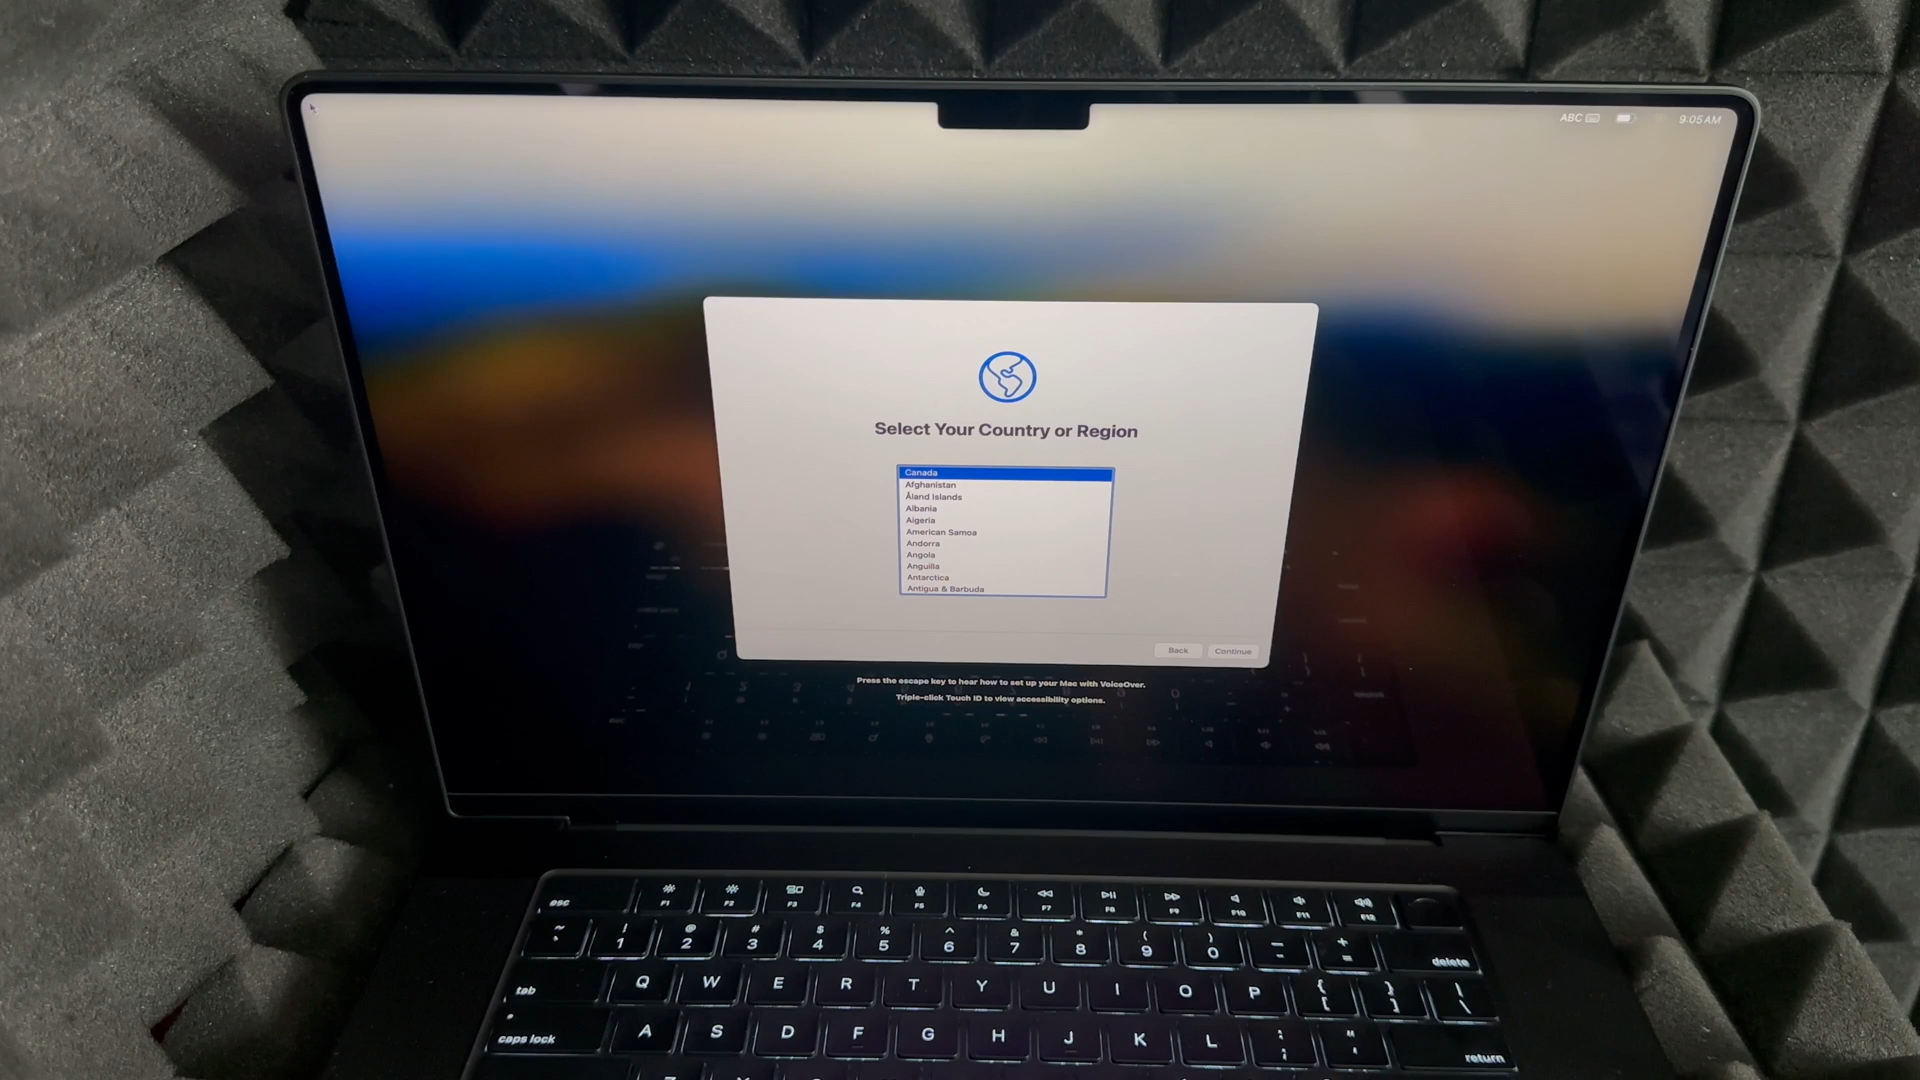 ABC 9:05 AM
Select Your Country or Region
Canada
Afghanistan
Åland Islands
Albania
Algeria
American Samoa
Andorra
Angola
Anguilla
Antarctica
Antigua & Barbuda
Back Continue
Press the escape key to hear how to set up your Mac with VoiceOver.
Triple-click Touch ID to view accessibility options.
esc F1 F2 F3 F4 F5 F6 F7 F8 F9 F10 F11 F12
~ ! @ # $ % ^ & * ( ) _ +
` 1 2 3 4 5 6 7 8 9 0 - = delete
tab Q W E R T Y U I O P { [ } ] | \
caps lock A S D F G H J K L : ; " ' return